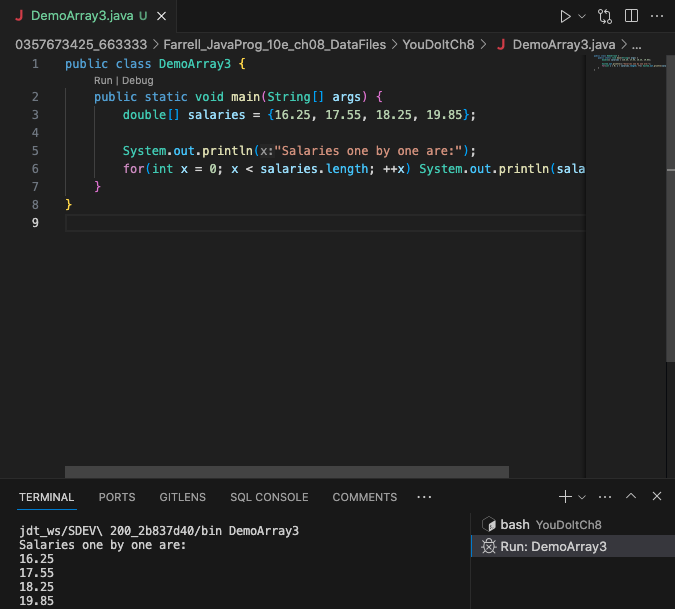 J DemoArray3.java U
0357673425_663333 > Farrell_JavaProg_10e_ch08_DataFiles > YouDoItCh8 > J DemoArray3.java > ...
1 public class DemoArray3 {
Run | Debug
2 public static void main(String[] args) {
3 double[] salaries = {16.25, 17.55, 18.25, 19.85};
4
5 System.out.println(x:"Salaries one by one are:");
6 for(int x = 0; x < salaries.length; ++x) System.out.println(sala
7 }
8 }
9
TERMINAL PORTS GITLENS SQL CONSOLE COMMENTS ···
jdt_ws/SDEV\ 200_2b837d40/bin DemoArray3
Salaries one by one are:
16.25
17.55
18.25
19.85
bash YouDoItCh8
Run: DemoArray3